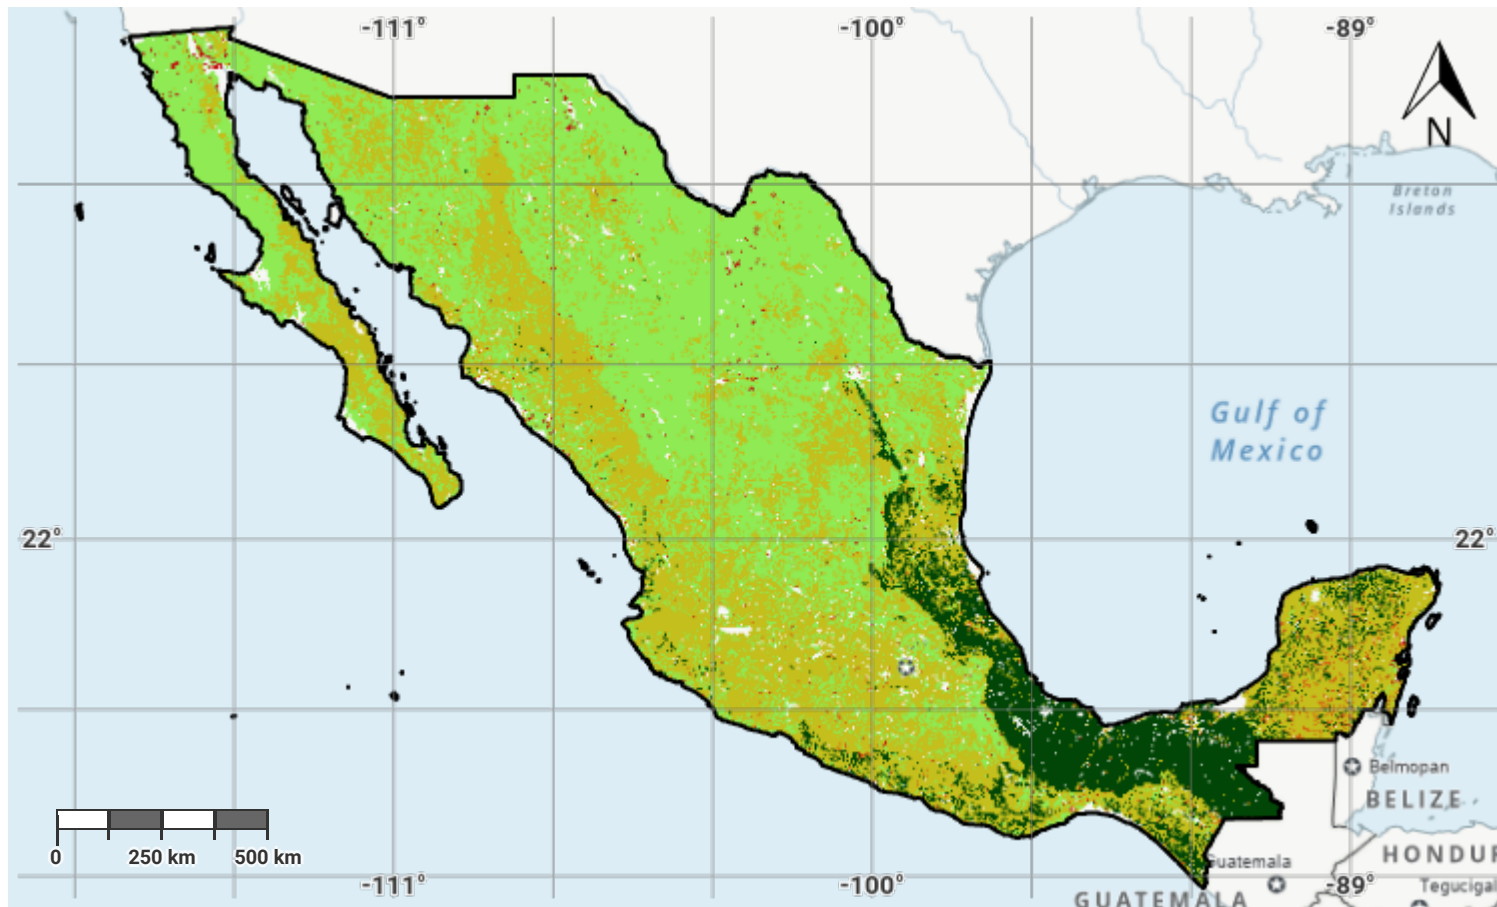 -111°
-100°
-89°
N
Breton
Islands
Gulf of
Mexico
22°
22°
Belmopan
BELIZE
0
250 km
500 km
HONDUR
Guatemala
-111°
-100°
-89°
Tegucigal
GUATEMALA